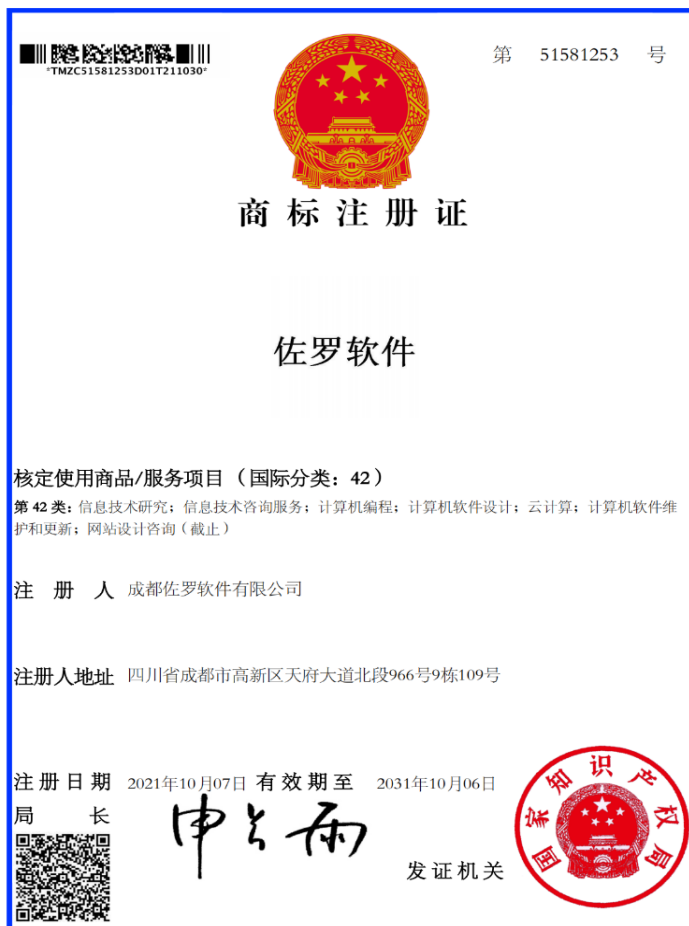 第 51581253 号
*TMZC51581253D01T211030*
商标注册证
佐罗软件
核定使用商品/服务项目（国际分类：42）
第 42 类：信息技术研究；信息技术咨询服务；计算机编程；计算机软件设计；云计算；计算机软件维
护和更新；网站设计咨询（截止）
注 册 人 成都佐罗软件有限公司
注册人地址 四川省成都市高新区天府大道北段966号9栋109号
注册日期 2021年10月07日 有效期至 2031年10月06日
局 长 申长雨
发证机关
国家知识产权局